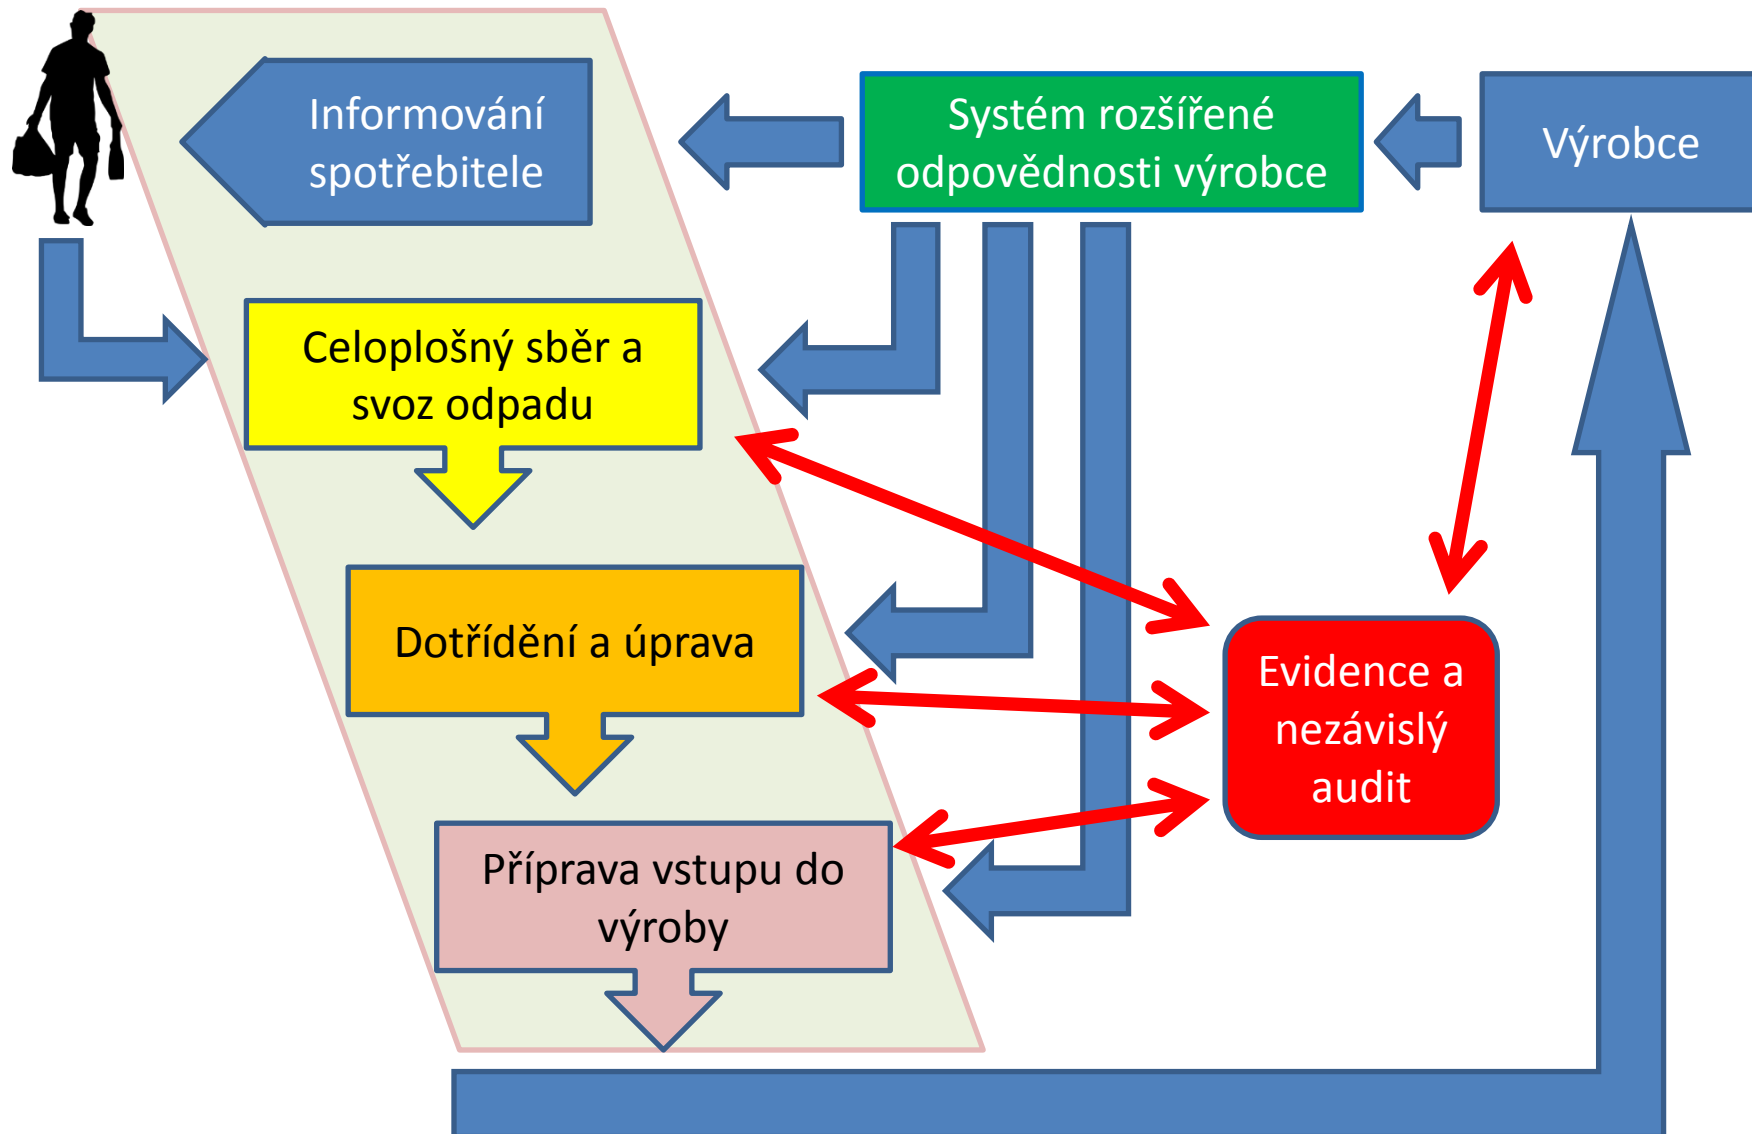 Informování
spotřebitele
Systém rozšířené
odpovědnosti výrobce
Výrobce
Celoplošný sběr a
svoz odpadu
Dotřídění a úprava
Evidence a
nezávislý
audit
Příprava vstupu do
výroby